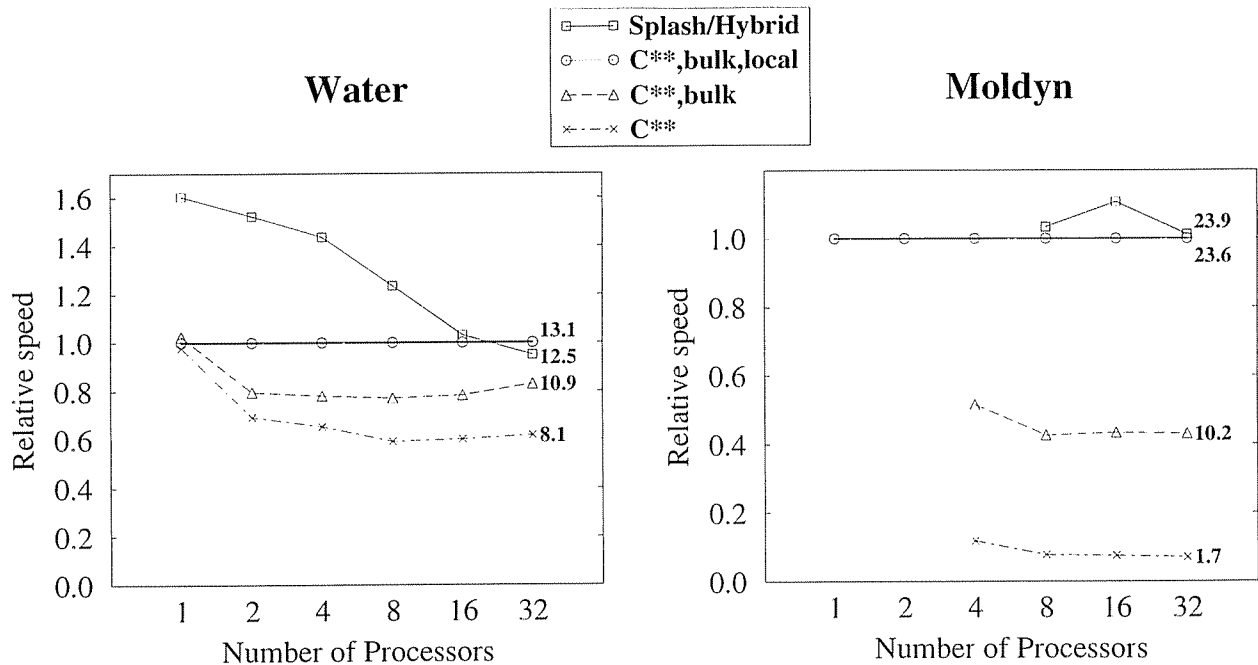 Splash/Hybrid
C**,bulk,local
C**,bulk
C**
Water
Moldyn
Relative speed
1.6
1.4
1.2
1.0
0.8
0.6
0.4
0.2
0.0
13.1
12.5
10.9
8.1
1 2 4 8 16 32
Number of Processors
Relative speed
1.0
0.8
0.6
0.4
0.2
0.0
23.9
23.6
10.2
1.7
1 2 4 8 16 32
Number of Processors